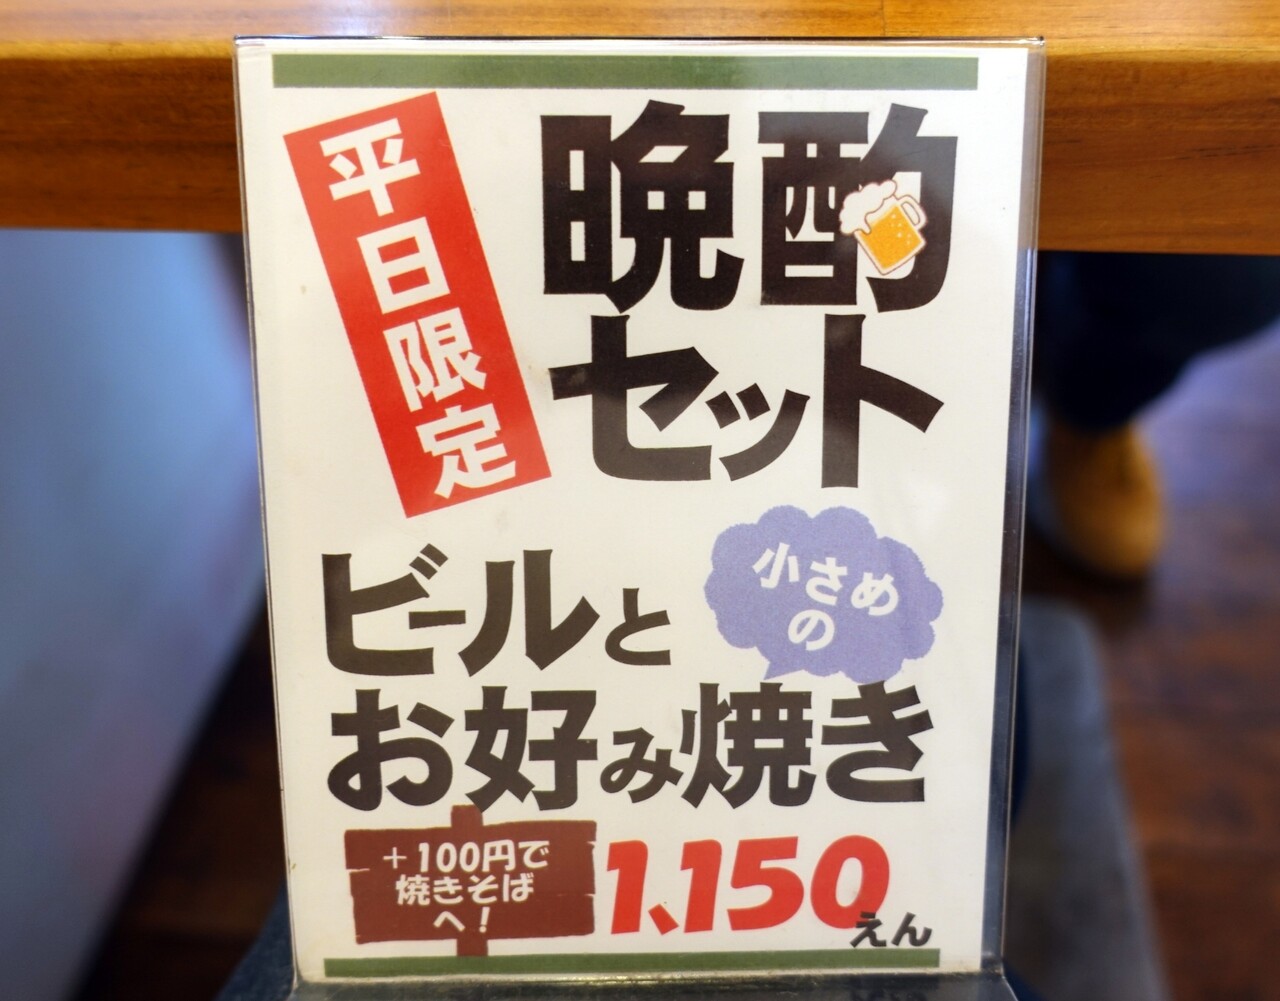 平日限定
晩酌
セット
ビールと
小さめ
の
お好み焼き
+100円で
焼きそば
へ!
1,150
えん